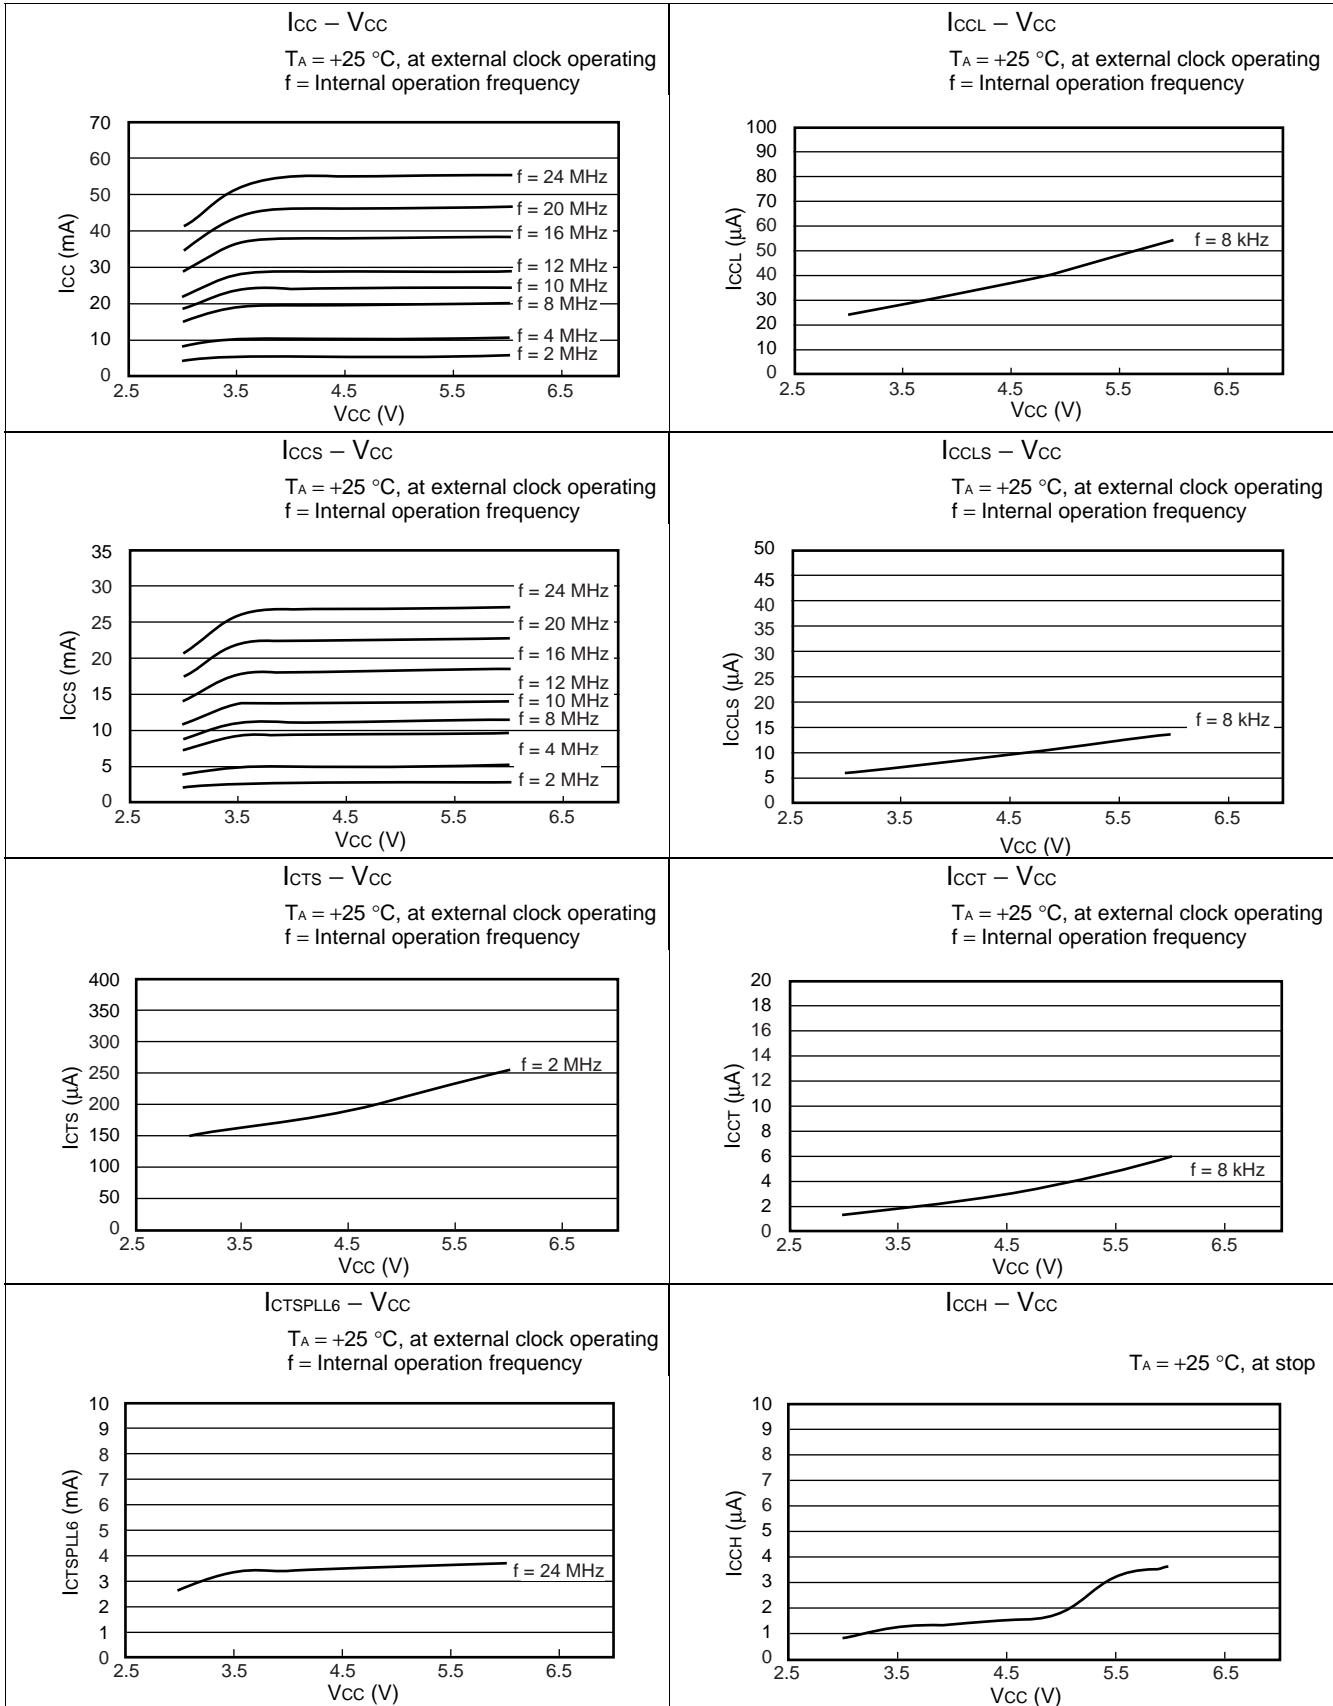 ICC – VCC
TA = +25 °C, at external clock operating
f = Internal operation frequency
70
60
50
40
30
20
10
0
ICC (mA)
f = 24 MHz
f = 20 MHz
f = 16 MHz
f = 12 MHz
f = 10 MHz
f = 8 MHz
f = 4 MHz
f = 2 MHz
2.5 3.5 4.5 5.5 6.5
VCC (V)
ICCL – VCC
TA = +25 °C, at external clock operating
f = Internal operation frequency
100
90
80
70
60
50
40
30
20
10
0
ICCL (µA)
f = 8 kHz
2.5 3.5 4.5 5.5 6.5
VCC (V)
ICCS – VCC
TA = +25 °C, at external clock operating
f = Internal operation frequency
35
30
25
20
15
10
5
0
ICCS (mA)
f = 24 MHz
f = 20 MHz
f = 16 MHz
f = 12 MHz
f = 10 MHz
f = 8 MHz
f = 4 MHz
f = 2 MHz
2.5 3.5 4.5 5.5 6.5
VCC (V)
ICCLS – VCC
TA = +25 °C, at external clock operating
f = Internal operation frequency
50
45
40
35
30
25
20
15
10
5
0
ICCLS (µA)
f = 8 kHz
2.5 3.5 4.5 5.5 6.5
VCC (V)
ICTS – VCC
TA = +25 °C, at external clock operating
f = Internal operation frequency
400
350
300
250
200
150
100
50
0
ICTS (µA)
f = 2 MHz
2.5 3.5 4.5 5.5 6.5
VCC (V)
ICCT – VCC
TA = +25 °C, at external clock operating
f = Internal operation frequency
20
18
16
14
12
10
8
6
4
2
0
ICCT (µA)
f = 8 kHz
2.5 3.5 4.5 5.5 6.5
VCC (V)
ICTSPLL6 – VCC
TA = +25 °C, at external clock operating
f = Internal operation frequency
10
9
8
7
6
5
4
3
2
1
0
ICTSPLL6 (mA)
f = 24 MHz
2.5 3.5 4.5 5.5 6.5
VCC (V)
ICCH – VCC
TA = +25 °C, at stop
10
9
8
7
6
5
4
3
2
1
0
ICCH (µA)
2.5 3.5 4.5 5.5 6.5
VCC (V)